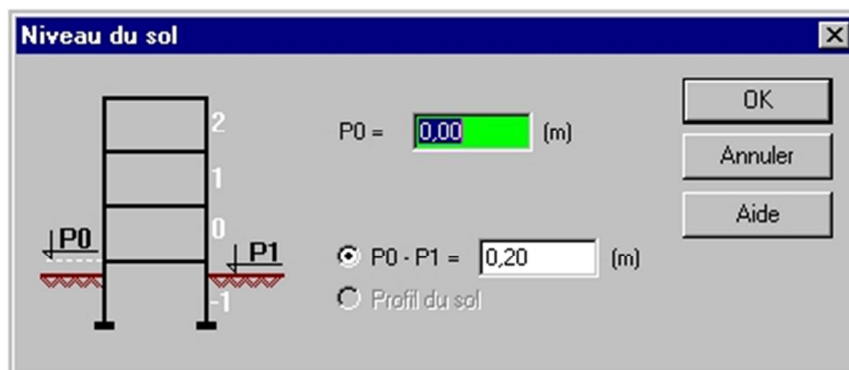 Niveau du sol
2
1
0
-1
P0
P1
P0 = 0,00 (m)
P0 - P1 = 0,20 (m)
Profil du sol
OK
Annuler
Aide